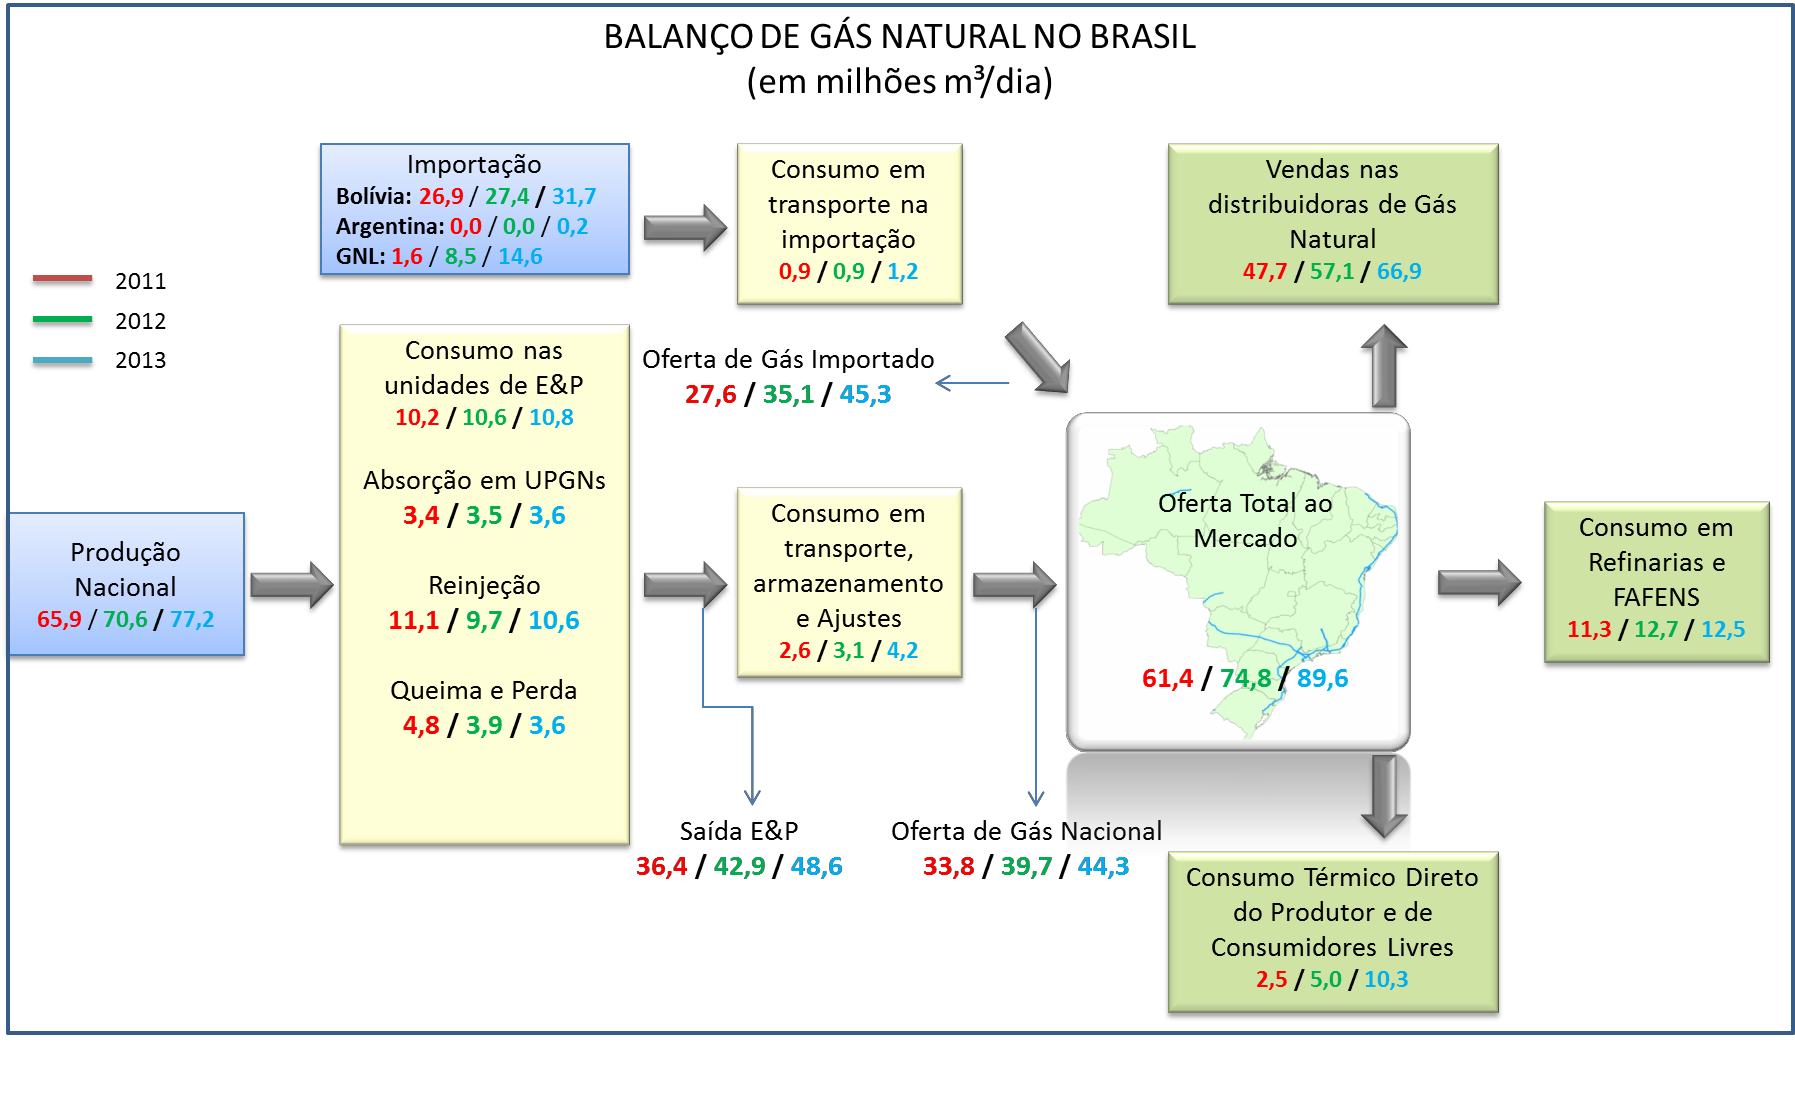 BALANÇO DE GÁS NATURAL NO BRASIL
(em milhões m³/dia)
Importação
Bolívia: 26,9 / 27,4 / 31,7
Argentina: 0,0 / 0,0 / 0,2
GNL: 1,6 / 8,5 / 14,6
Consumo em
transporte na
importação
0,9 / 0,9 / 1,2
Vendas nas
distribuidoras de Gás
Natural
47,7 / 57,1 / 66,9
2011
2012
2013
Consumo nas
unidades de E&P
10,2 / 10,6 / 10,8
Absorção em UPGNs
3,4 / 3,5 / 3,6
Reinjeção
11,1 / 9,7 / 10,6
Queima e Perda
4,8 / 3,9 / 3,6
Oferta de Gás Importado
27,6 / 35,1 / 45,3
Produção
Nacional
65,9 / 70,6 / 77,2
Consumo em
transporte,
armazenamento
e Ajustes
2,6 / 3,1 / 4,2
Oferta Total ao
Mercado
61,4 / 74,8 / 89,6
Consumo em
Refinarias e
FAFENS
11,3 / 12,7 / 12,5
Saída E&P
36,4 / 42,9 / 48,6
Oferta de Gás Nacional
33,8 / 39,7 / 44,3
Consumo Térmico Direto
do Produtor e de
Consumidores Livres
2,5 / 5,0 / 10,3